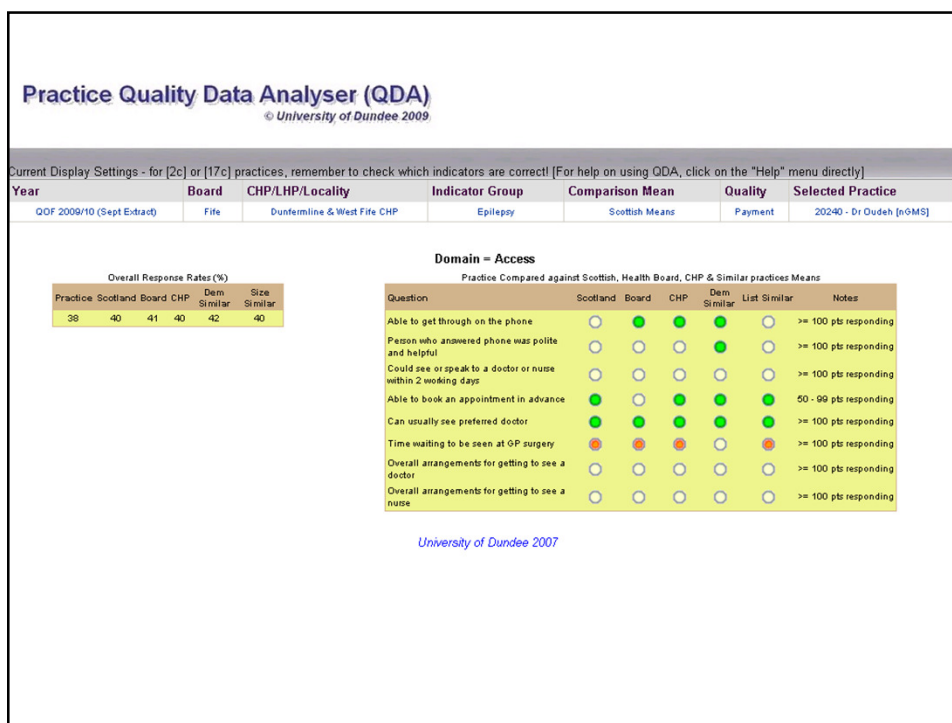 Practice Quality Data Analyser (QDA)
© University of Dundee 2009
Current Display Settings - for [2c] or [17c] practices, remember to check which indicators are correct! [For help on using QDA, click on the "Help" menu directly]
Year Board CHP/LHP/Locality Indicator Group Comparison Mean Quality Selected Practice
QOF 2009/10 (Sept Extract) Fife Dunfermline & West Fife CHP Epilepsy Scottish Means Payment 20240 - Dr Oudeh [nGMS]
Domain = Access
Overall Response Rates (%)
Practice Scotland Board CHP Dem Similar Size Similar
38 40 41 40 42 40
Practice Compared against Scottish, Health Board, CHP & Similar practices Means
Question Scotland Board CHP Dem Similar List Similar Notes
Able to get through on the phone >= 100 pts responding
Person who answered phone was polite
and helpful >= 100 pts responding
Could see or speak to a doctor or nurse
within 2 working days >= 100 pts responding
Able to book an appointment in advance 50 - 99 pts responding
Can usually see preferred doctor >= 100 pts responding
Time waiting to be seen at GP surgery >= 100 pts responding
Overall arrangements for getting to see a
doctor >= 100 pts responding
Overall arrangements for getting to see a
nurse >= 100 pts responding
University of Dundee 2007